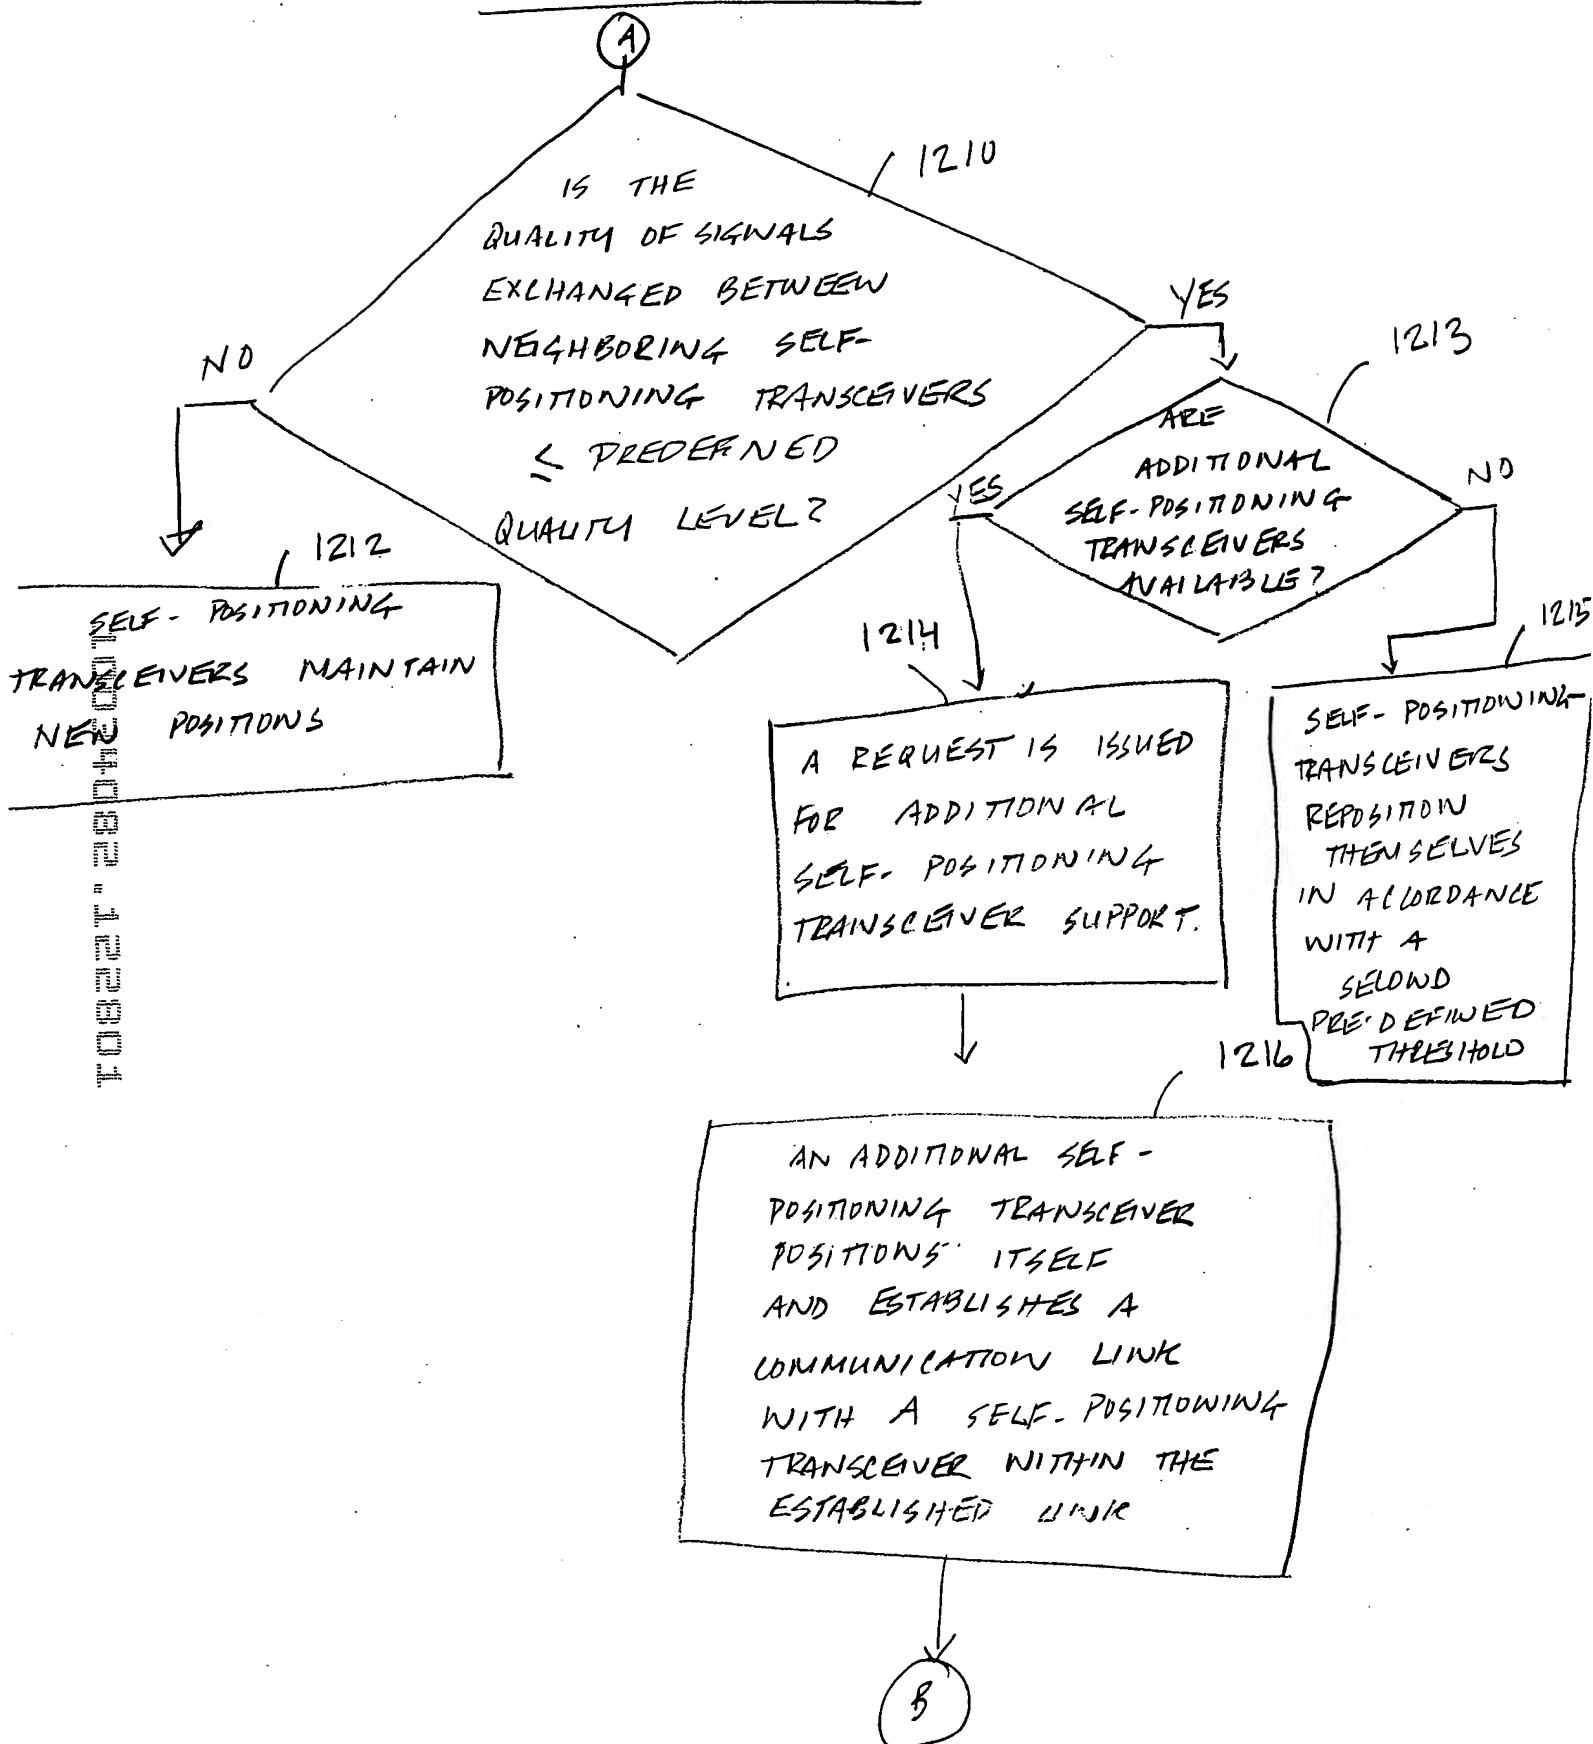 A
1210
IS THE
QUALITY OF SIGNALS
EXCHANGED BETWEEN
NEIGHBORING SELF-
POSITIONING TRANSCEIVERS
≤ PREDEFINED
QUALITY LEVEL?
NO
YES
1212
SELF- POSITIONING
TRANSCEIVERS MAINTAIN
NEW POSITIONS
1213
ARE
ADDITIONAL
SELF-POSITIONING
TRANSCEIVERS
AVAILABLE?
YES
NO
1214
A REQUEST IS ISSUED
FOR ADDITIONAL
SELF- POSITIONING
TRANSCEIVER SUPPORT.
1215
SELF- POSITIONING
TRANSCEIVERS
REPOSITION
THEMSELVES
IN ACCORDANCE
WITH A
SECOND
PRE-DEFINED
THRESHOLD
1216
AN ADDITIONAL SELF-
POSITIONING TRANSCEIVER
POSITIONS ITSELF
AND ESTABLISHES A
COMMUNICATION LINK
WITH A SELF-POSITIONING
TRANSCEIVER WITHIN THE
ESTABLISHED LINK
B
10034082.122801